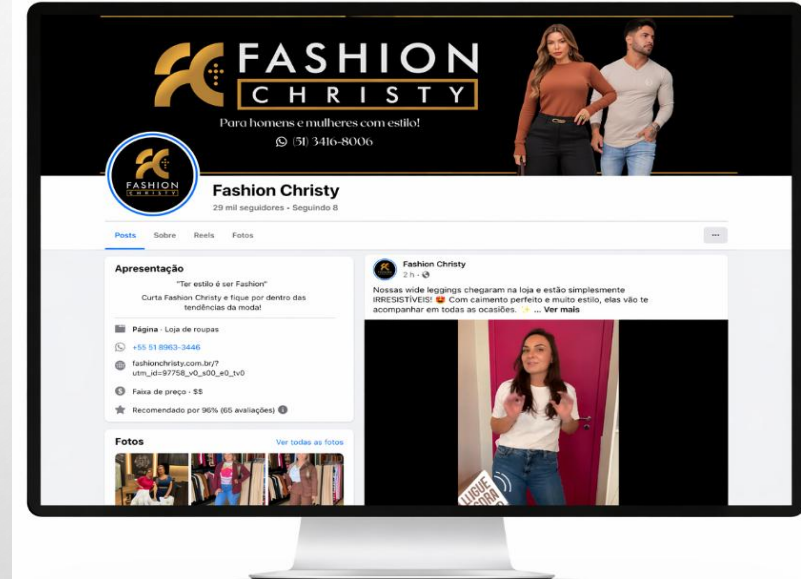 FASHION
CHRISTY
Para homens e mulheres com estilo!
(51) 3416-8006
FASHION
CHRISTY
Fashion Christy
29 mil seguidores • Seguindo 8
Posts Sobre Reels Fotos
Apresentação
"Ter estilo é ser Fashion"
Curta Fashion Christy e fique por dentro das
tendências da moda!
Página · Loja de roupas
+55 51 8963-3446
fashionchristy.com.br/?
utm_id=97758_v0_s00_e0_tv0
Faixa de preço · $$
Recomendado por 96% (65 avaliações)
Fotos Ver todas as fotos
Fashion Christy
2 h ·
Nossas wide leggings chegaram na loja e estão simplesmente
IRRESISTÍVEIS! 😍 Com caimento perfeito e muito estilo, elas vão te
acompanhar em todas as ocasiões. ✨ ... Ver mais
LIGUE